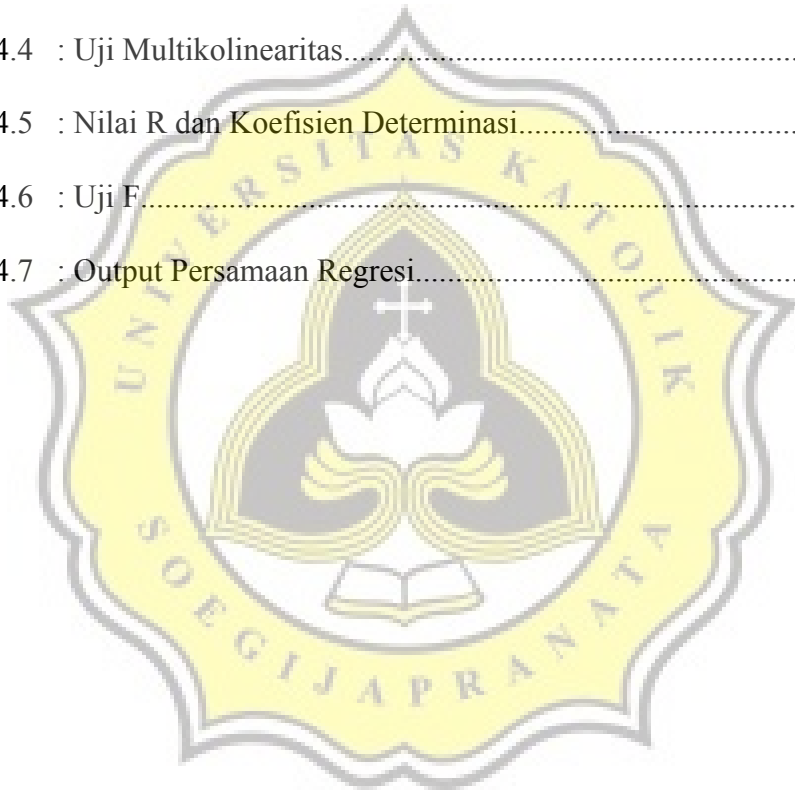 4.4 : Uji Multikolinearitas....................................................
4.5 : Nilai R dan Koefisien Determinasi...............................
4.6 : Uji F............................................................................
4.7 : Output Persamaan Regresi...........................................
UNIVERSITAS KATOLIK
SOEGIJAPRANATA